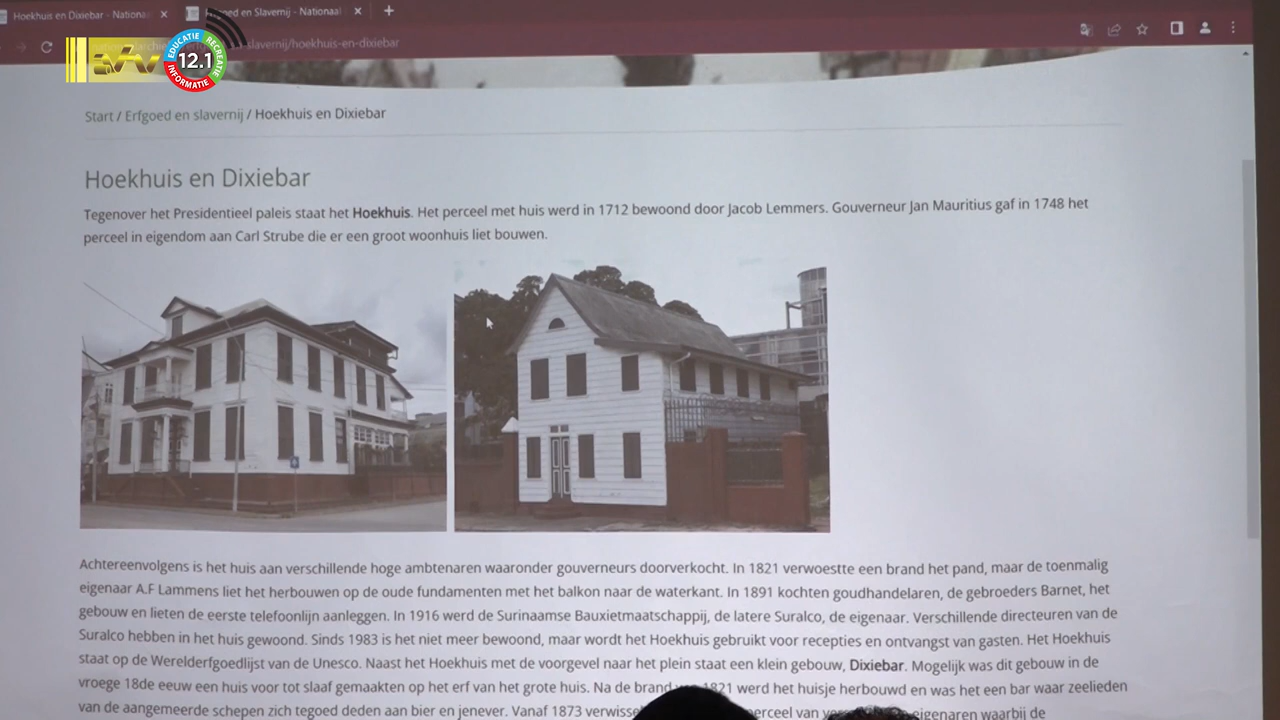 Hoekhuis en Dixiebar - Nationa
ed en Slavernij - Nationaal
slavernij/hoekhuis-en-dixiebar
EDUCATIE
RECREATIE
INFORMATIE
12.1
Start / Erfgoed en slavernij / Hoekhuis en Dixiebar
Hoekhuis en Dixiebar
Tegenover het Presidentieel paleis staat het Hoekhuis. Het perceel met huis werd in 1712 bewoond door Jacob Lemmers. Gouverneur Jan Mauritius gaf in 1748 het
perceel in eigendom aan Carl Strube die er een groot woonhuis liet bouwen.
Achtereenvolgens is het huis aan verschillende hoge ambtenaren waaronder gouverneurs doorverkocht. In 1821 verwoestte een brand het pand, maar de toenmalig
eigenaar A.F Lammens liet het herbouwen op de oude fundamenten met het balkon naar de waterkant. In 1891 kochten goudhandelaren, de gebroeders Barnet, het
gebouw en lieten de eerste telefoonlijn aanleggen. In 1916 werd de Surinaamse Bauxietmaatschappij, de latere Suralco, de eigenaar. Verschillende directeuren van de
Suralco hebben in het huis gewoond. Sinds 1983 is het niet meer bewoond, maar wordt het Hoekhuis gebruikt voor recepties en ontvangst van gasten. Het Hoekhuis
staat op de Werelderfgoedlijst van de Unesco. Naast het Hoekhuis met de voorgevel naar het plein staat een klein gebouw, Dixiebar. Mogelijk was dit gebouw in de
vroege 18de eeuw een huis voor tot slaaf gemaakten op het erf van het grote huis. Na de brand 1821 werd het huisje herbouwd en was het een bar waar zeelieden
van de aangemeerde schepen zich tegoed deden aan bier en jenever. Vanaf 1873 verwisse perceel van eigenaren waarbij de